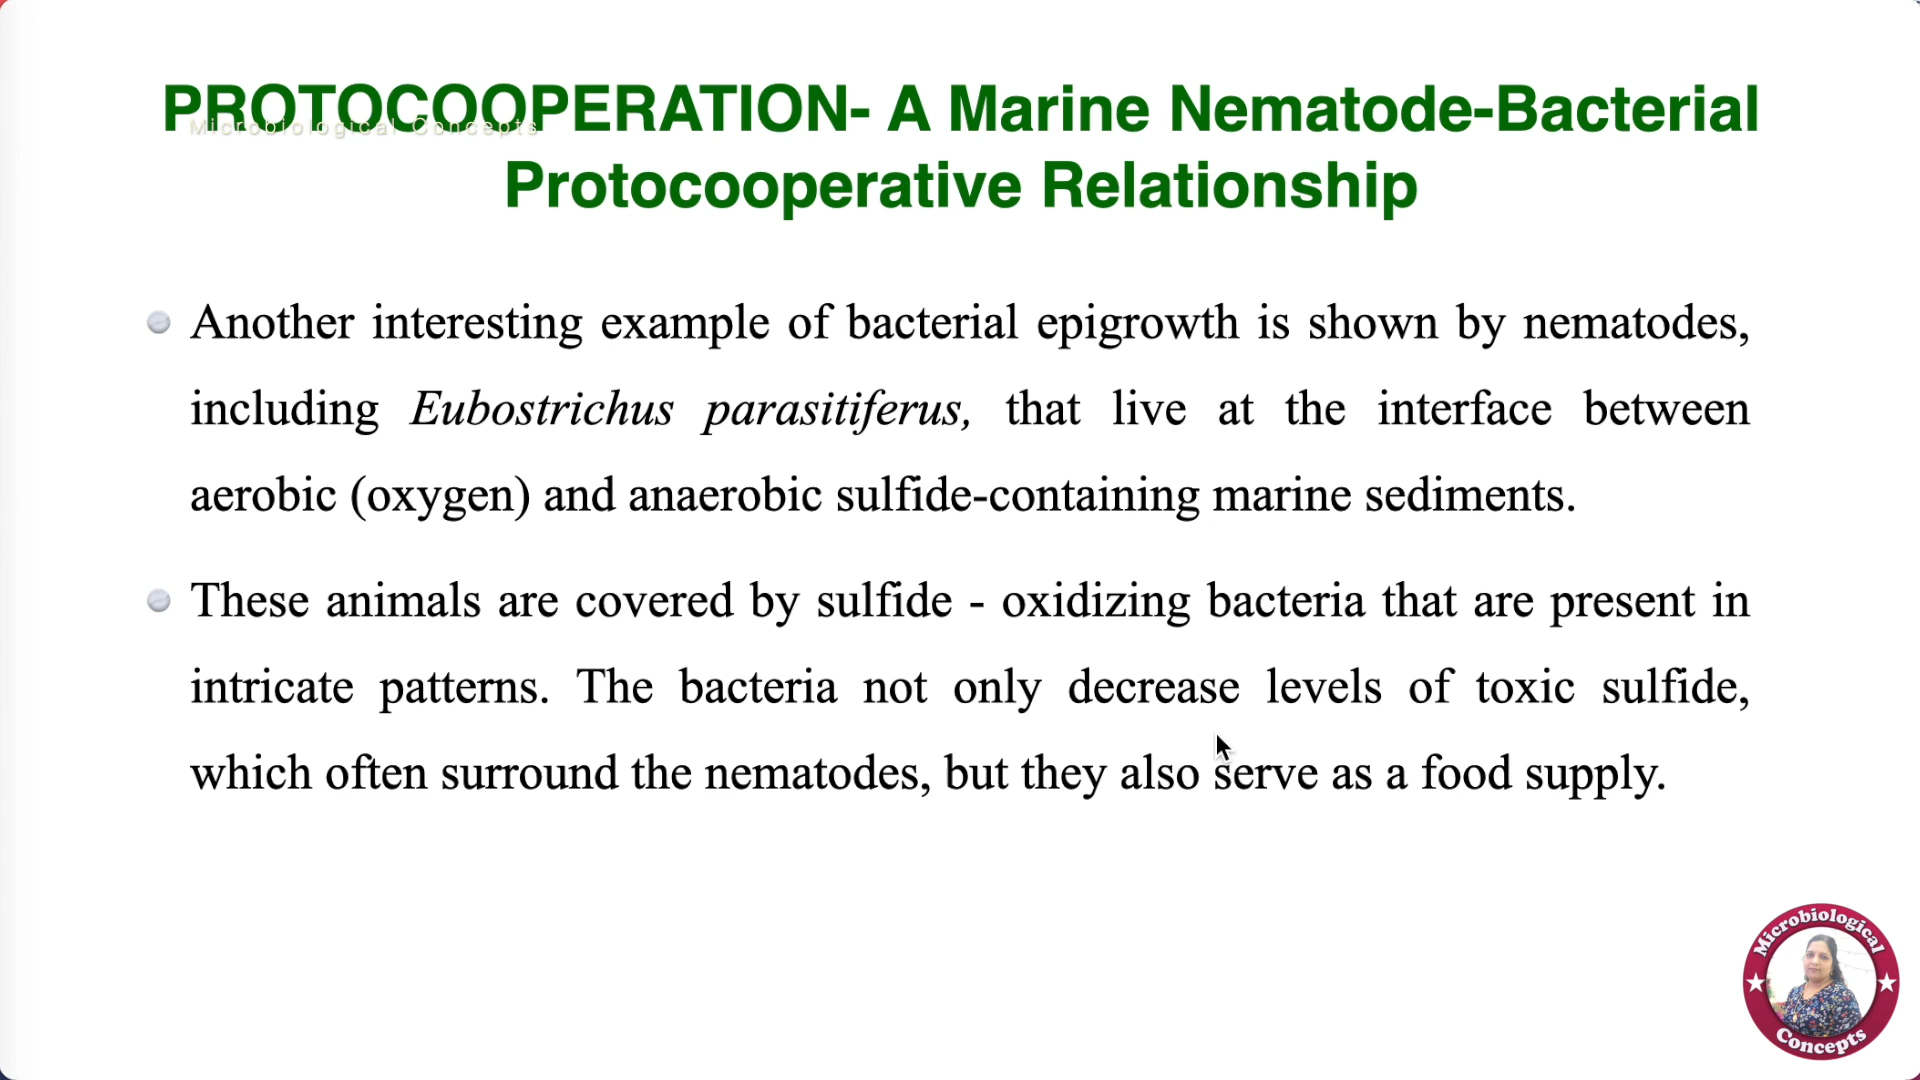 PROTOCOOPERATION- A Marine Nematode-Bacterial
Microbiological Concepts
Protocooperative Relationship
Another interesting example of bacterial epigrowth is shown by nematodes,
including Eubostrichus parasitiferus, that live at the interface between
aerobic (oxygen) and anaerobic sulfide-containing marine sediments.
These animals are covered by sulfide - oxidizing bacteria that are present in
intricate patterns. The bacteria not only decrease levels of toxic sulfide,
which often surround the nematodes, but they also serve as a food supply.
Microbiological
Concepts